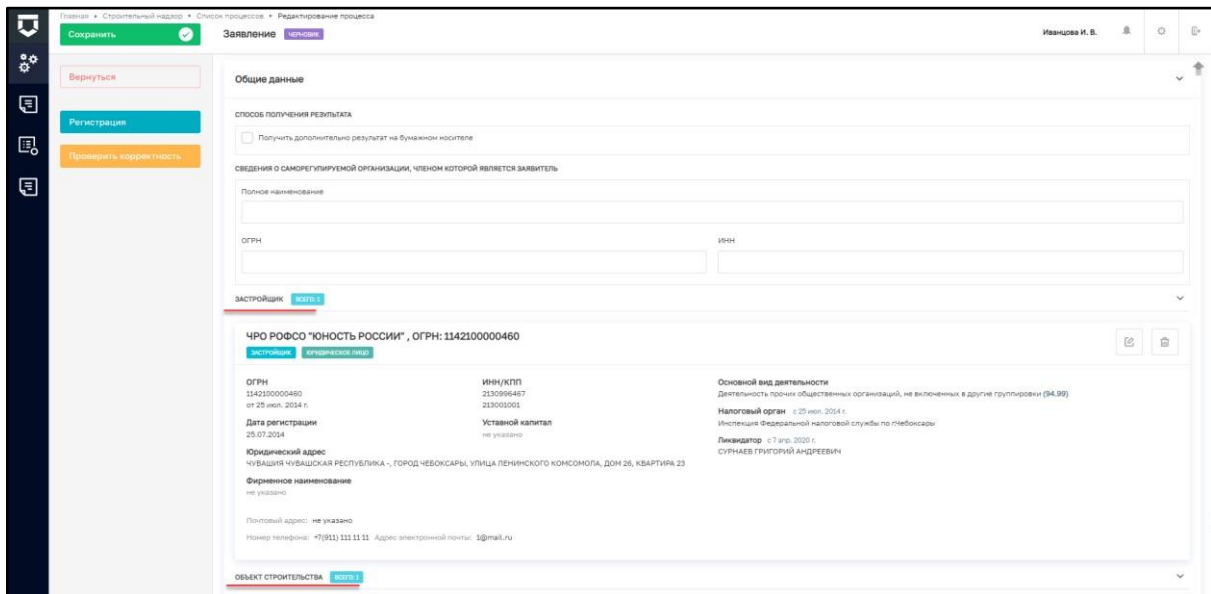 Главная • Строительный надзор • Список процессов • Редактирование процесса
Сохранить
Заявление ЧЕРНОВИК
Иванцова И. В.
Вернуться
Общие данные
Регистрация
СПОСОБ ПОЛУЧЕНИЯ РЕЗУЛЬТАТА
Получить дополнительно результат на бумажном носителе
Проверить корректность
СВЕДЕНИЯ О САМОРЕГУЛИРУЕМОЙ ОРГАНИЗАЦИИ, ЧЛЕНОМ КОТОРОЙ ЯВЛЯЕТСЯ ЗАЯВИТЕЛЬ
Полное наименование
ОГРН
ИНН
ЗАСТРОЙЩИК ВСЕГО: 1
ЧРО РОФСО "ЮНОСТЬ РОССИИ" , ОГРН: 1142100000460
ЗАСТРОЙЩИК ЮРИДИЧЕСКОЕ ЛИЦО
ОГРН
1142100000460
от 25 июл. 2014 г.
ИНН/КПП
2130996467
213001001
Основной вид деятельности
Деятельность прочих общественных организаций, не включенных в другие группировки (94.99)
Дата регистрации
25.07.2014
Уставной капитал
не указано
Налоговый орган с 25 июл. 2014 г.
Инспекция Федеральной налоговой службы по г.Чебоксары
Ликвидатор с 7 апр. 2020 г.
СУРНАЕВ ГРИГОРИЙ АНДРЕЕВИЧ
Юридический адрес
ЧУВАШИЯ ЧУВАШСКАЯ РЕСПУБЛИКА -, ГОРОД ЧЕБОКСАРЫ, УЛИЦА ЛЕНИНСКОГО КОМСОМОЛА, ДОМ 26, КВАРТИРА 23
Фирменное наименование
не указано
Почтовый адрес: не указано
Номер телефона: +7(911) 111 11 11 Адрес электронной почты: 1@mail.ru
ОБЪЕКТ СТРОИТЕЛЬСТВА ВСЕГО: 1